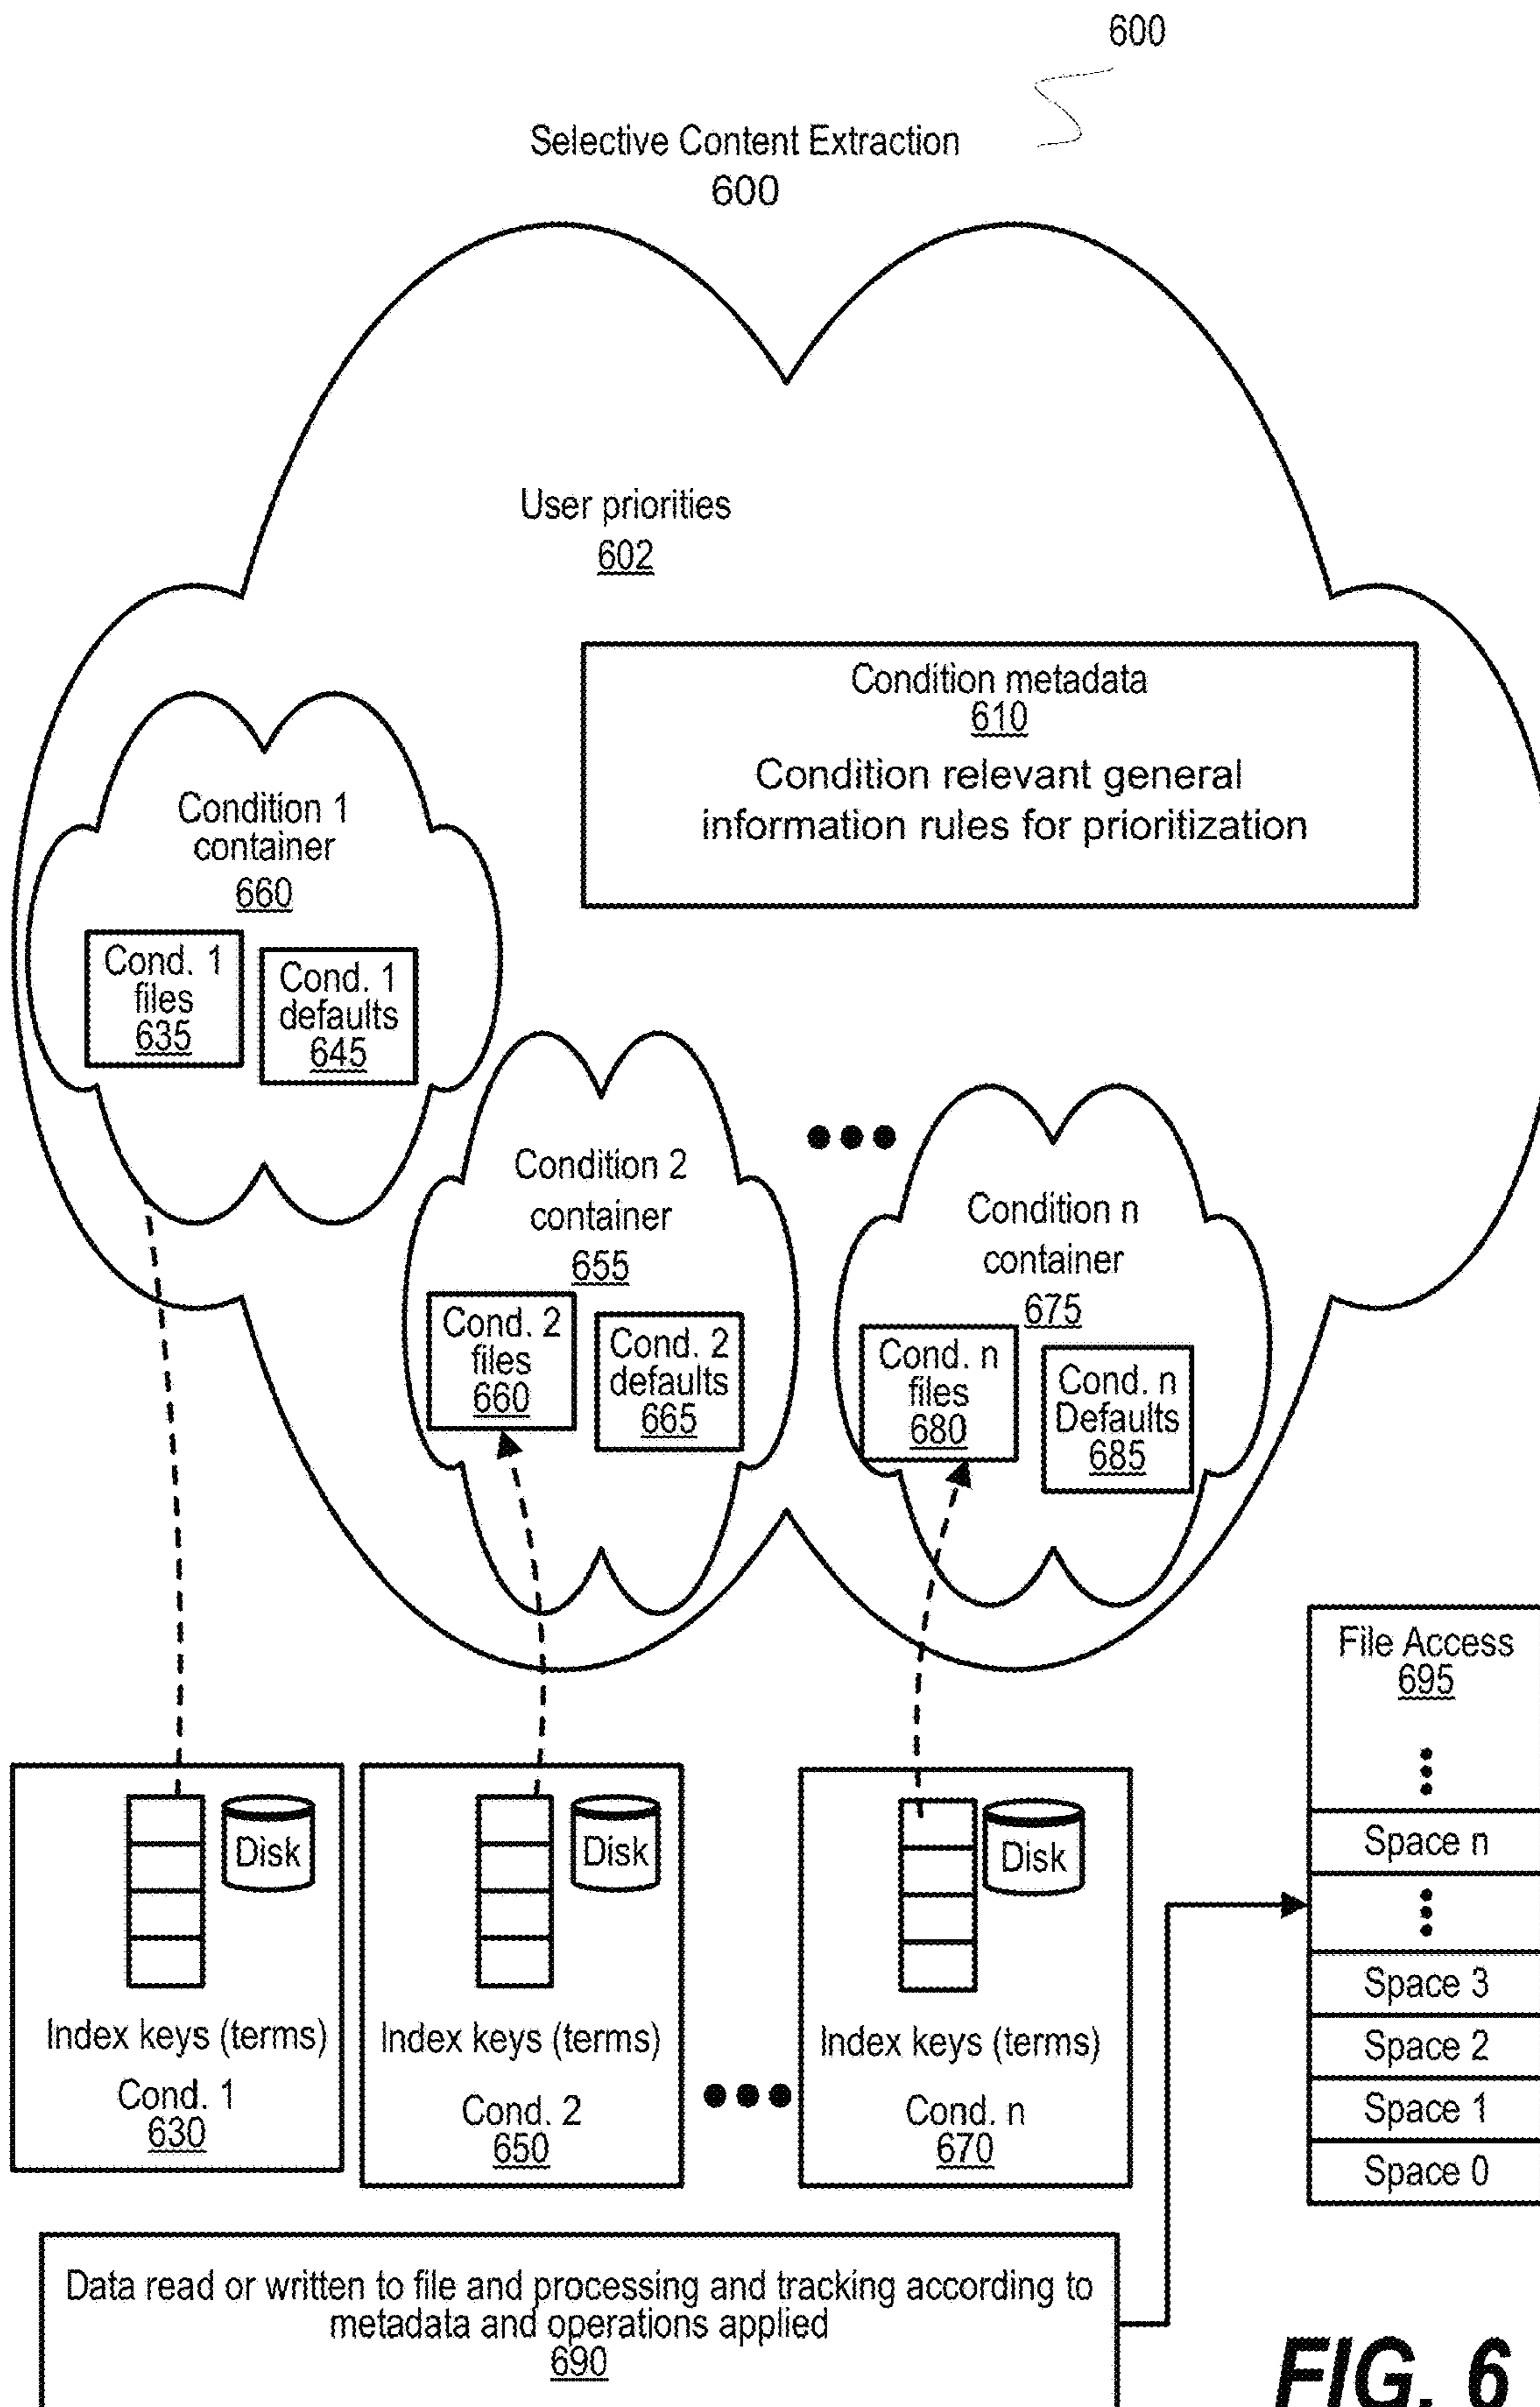 600
Selective Content Extraction
600
User priorities
602
Condition metadata
610
Condition relevant general
information rules for prioritization
Condition 1
container
660
Cond. 1
files
635
Cond. 1
defaults
645
Condition 2
container
655
Cond. 2
files
660
Cond. 2
defaults
665
Condition n
container
675
Cond. n
files
680
Cond. n
Defaults
685
File Access
695
Space n
Space 3
Space 2
Space 1
Space 0
Disk
Index keys (terms)
Cond. 1
630
Disk
Index keys (terms)
Cond. 2
650
Disk
Index keys (terms)
Cond. n
670
Data read or written to file and processing and tracking according to
metadata and operations applied
690
FIG. 6